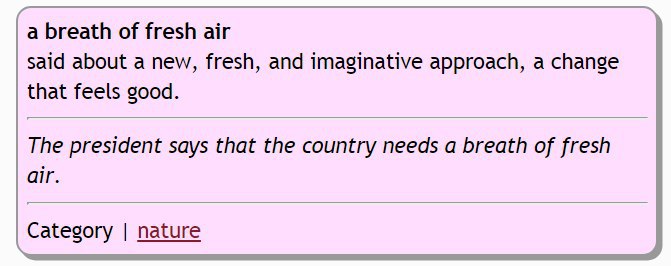 a breath of fresh air
said about a new, fresh, and imaginative approach, a change
that feels good.
The president says that the country needs a breath of fresh
air.
Category | nature